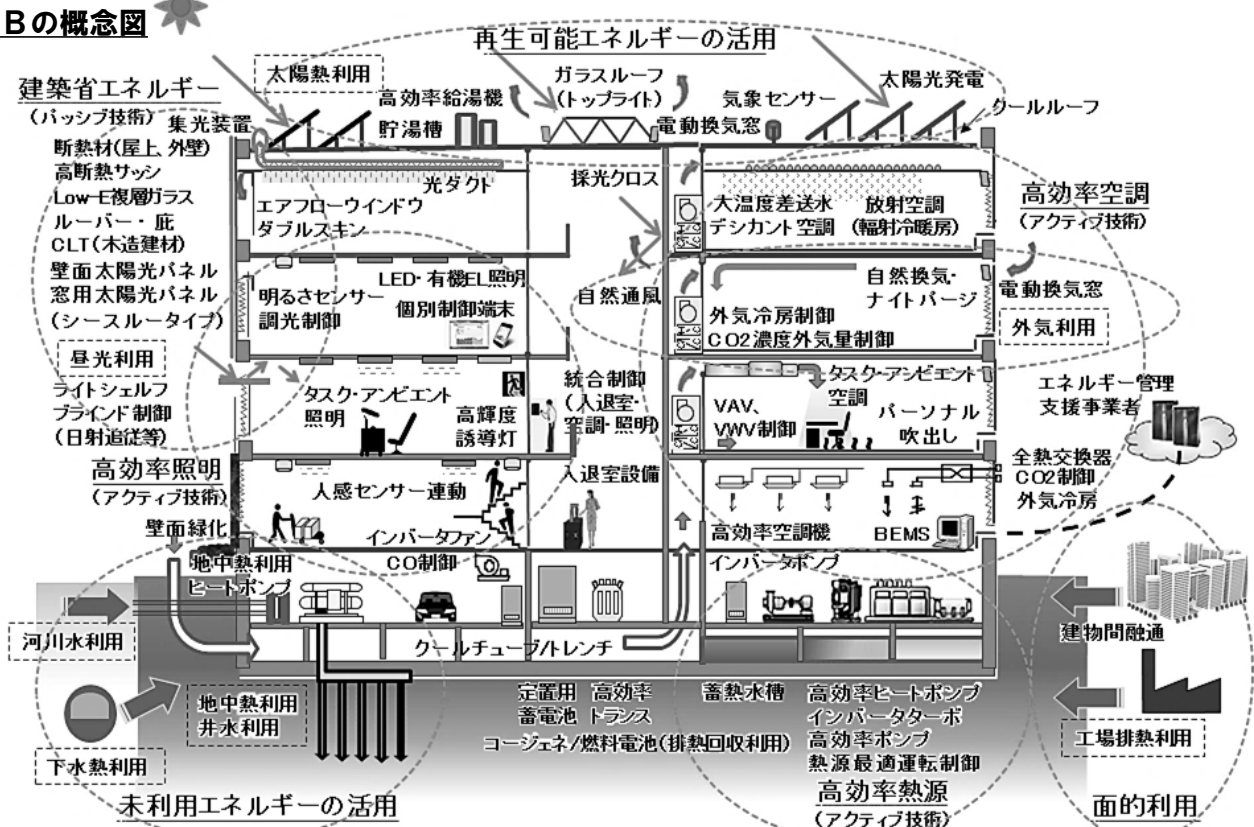 Bの概念図
再生可能エネルギーの活用
太陽熱利用
ガラスルーフ
(トップライト)
太陽光発電
建築省エネルギー
(パッシブ技術)
高効率給湯機
貯湯槽
気象センサー
クールルーフ
集光装置
電動換気窓
断熱材(屋上、外壁)
高断熱サッシ
Low-E複層ガラス
ルーバー・庇
CLT(木造建材)
壁面太陽光パネル
窓用太陽光パネル
(シースルータイプ)
光ダクト
採光クロス
エアフローウインドウ
ダブルスキン
大温度差送水
デシカント空調
放射空調
(輻射冷暖房)
高効率空調
(アクティブ技術)
LED・有機EL照明
明るさセンサー
調光制御
個別制御端末
自然通風
自然換気・
ナイトパージ
電動換気窓
外気冷房制御
CO2濃度外気量制御
外気利用
昼光利用
ライトシェルフ
ブラインド制御
(日射追従等)
タスク・アンビエント
照明
高輝度
誘導灯
統合制御
(入退室・
空調・照明)
タスク・アンビエント
空調
VAV、
VWV制御
パーソナル
吹出し
エネルギー管理
支援事業者
高効率照明
(アクティブ技術)
人感センサー連動
入退室設備
全熱交換器
CO2制御
外気冷房
壁面緑化
インバータファン
高効率空調機
BEMS
地中熱利用
ヒートポンプ
CO制御
インバータポンプ
河川水利用
建物間融通
クールチューブ/トレンチ
地中熱利用
井水利用
定置用
蓄電池
高効率
トランス
蓄熱水槽
高効率ヒートポンプ
インバータターボ
高効率ポンプ
熱源最適運転制御
コージェネ/燃料電池(排熱回収利用)
工場排熱利用
下水熱利用
未利用エネルギーの活用
高効率熱源
(アクティブ技術)
面的利用